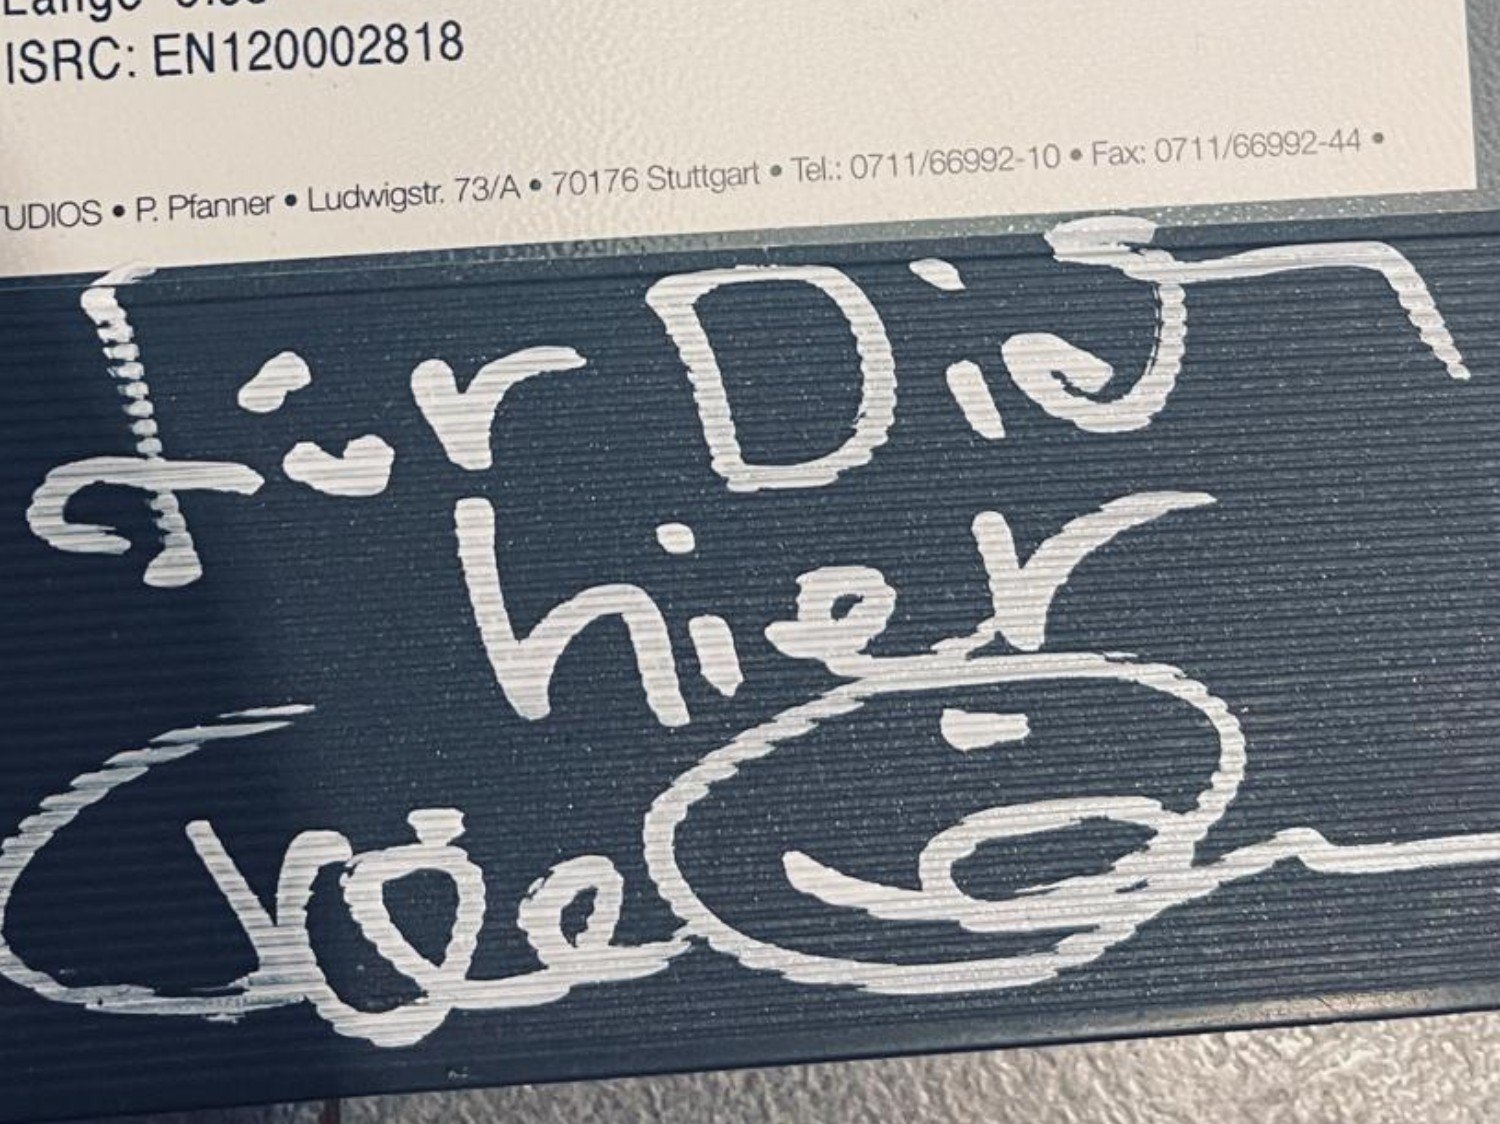 ISRC: EN120002818
UDIOS • P. Pfanner • Ludwigstr. 73/A • 70176 Stuttgart • Tel.: 0711/66992-10 • Fax: 0711/66992-44 •
für Dich
hier